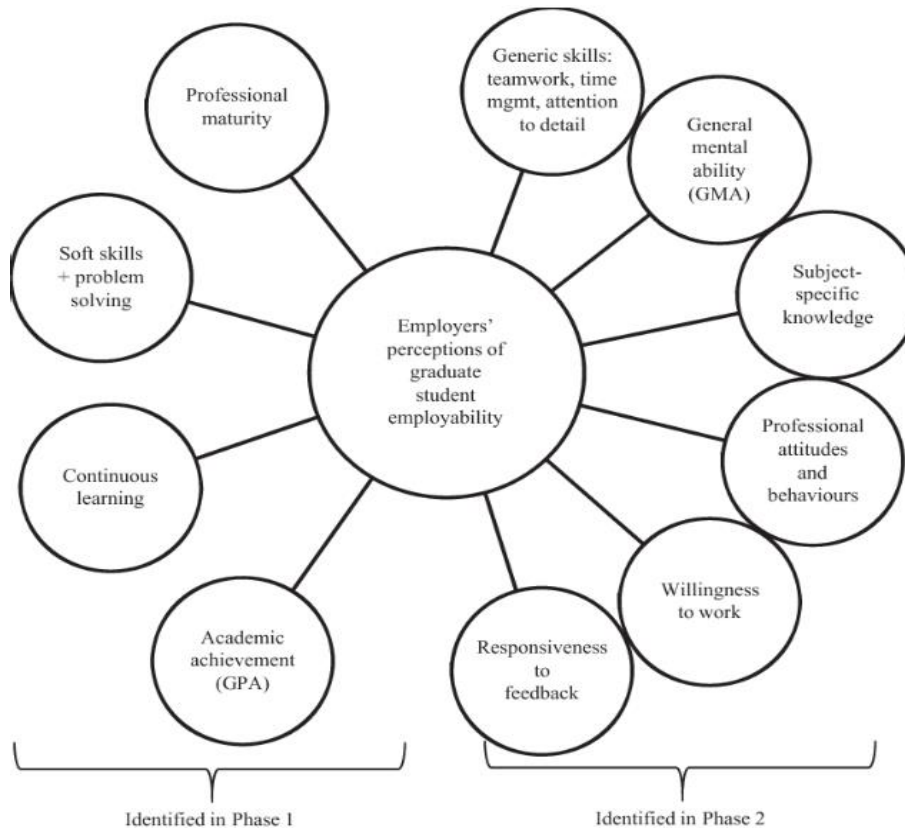 Professional
maturity
Soft skills
+ problem
solving
Continuous
learning
Academic
achievement
(GPA)
Employers'
perceptions of
graduate
student
employability
Generic skills:
teamwork, time
mgmt, attention
to detail
General
mental
ability
(GMA)
Subject-
specific
knowledge
Professional
attitudes
and
behaviours
Willingness
to work
Responsiveness
to
feedback
Identified in Phase 1
Identified in Phase 2